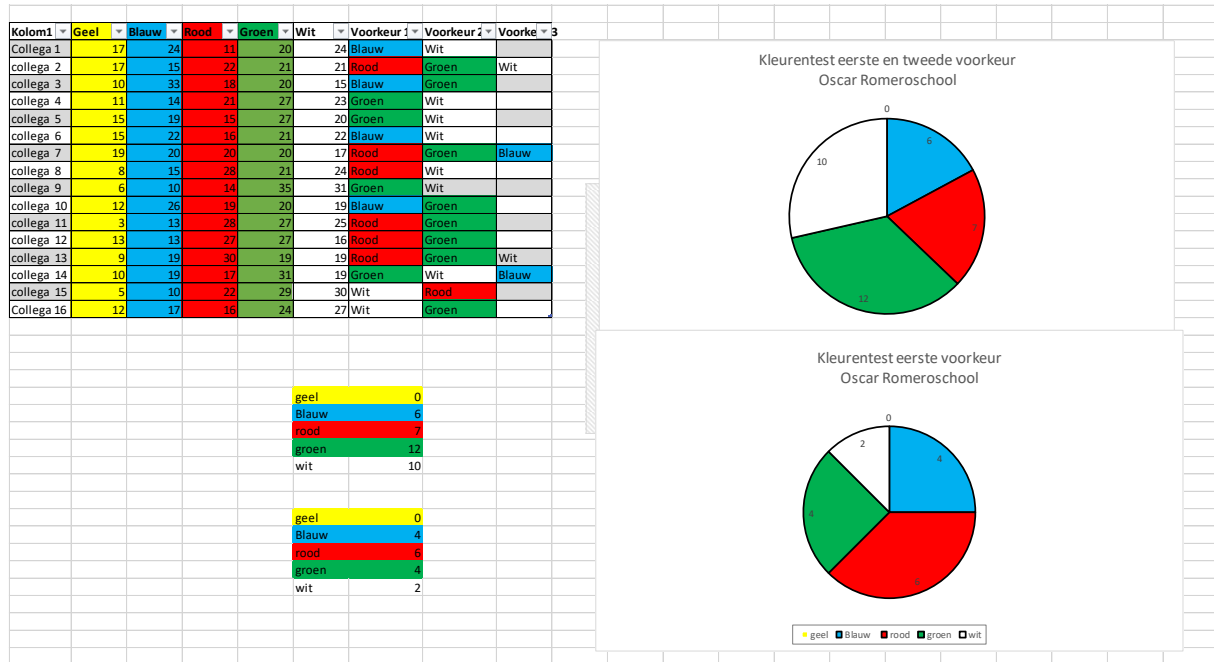 Kolom1 Geel Blauw Rood Groen Wit Voorkeur 1 Voorkeur 2 Voorke 3
Collega 1 17 24 11 20 24 Blauw Wit
collega 2 17 15 22 21 21 Rood Groen Wit
collega 3 10 33 18 20 15 Blauw Groen
collega 4 11 14 21 27 23 Groen Wit
collega 5 15 19 15 27 20 Groen Wit
collega 6 15 22 16 21 22 Blauw Wit
collega 7 19 20 20 20 17 Rood Groen Blauw
collega 8 8 15 28 21 24 Rood Wit
collega 9 6 10 14 35 31 Groen Wit
collega 10 12 26 19 20 19 Blauw Groen
collega 11 3 13 28 27 25 Rood Groen
collega 12 13 13 27 27 16 Rood Groen
collega 13 9 19 30 19 19 Rood Groen Wit
collega 14 10 19 17 31 19 Groen Wit Blauw
collega 15 5 10 22 29 30 Wit Rood
Collega 16 12 17 16 24 27 Wit Groen
geel 0
Blauw 6
rood 7
groen 12
wit 10
geel 0
Blauw 4
rood 6
groen 4
wit 2
Kleurentest eerste en tweede voorkeur
Oscar Romeroschool
0
6
10
7
12
Kleurentest eerste voorkeur
Oscar Romeroschool
0
2
4
4
geel Blauw rood groen wit